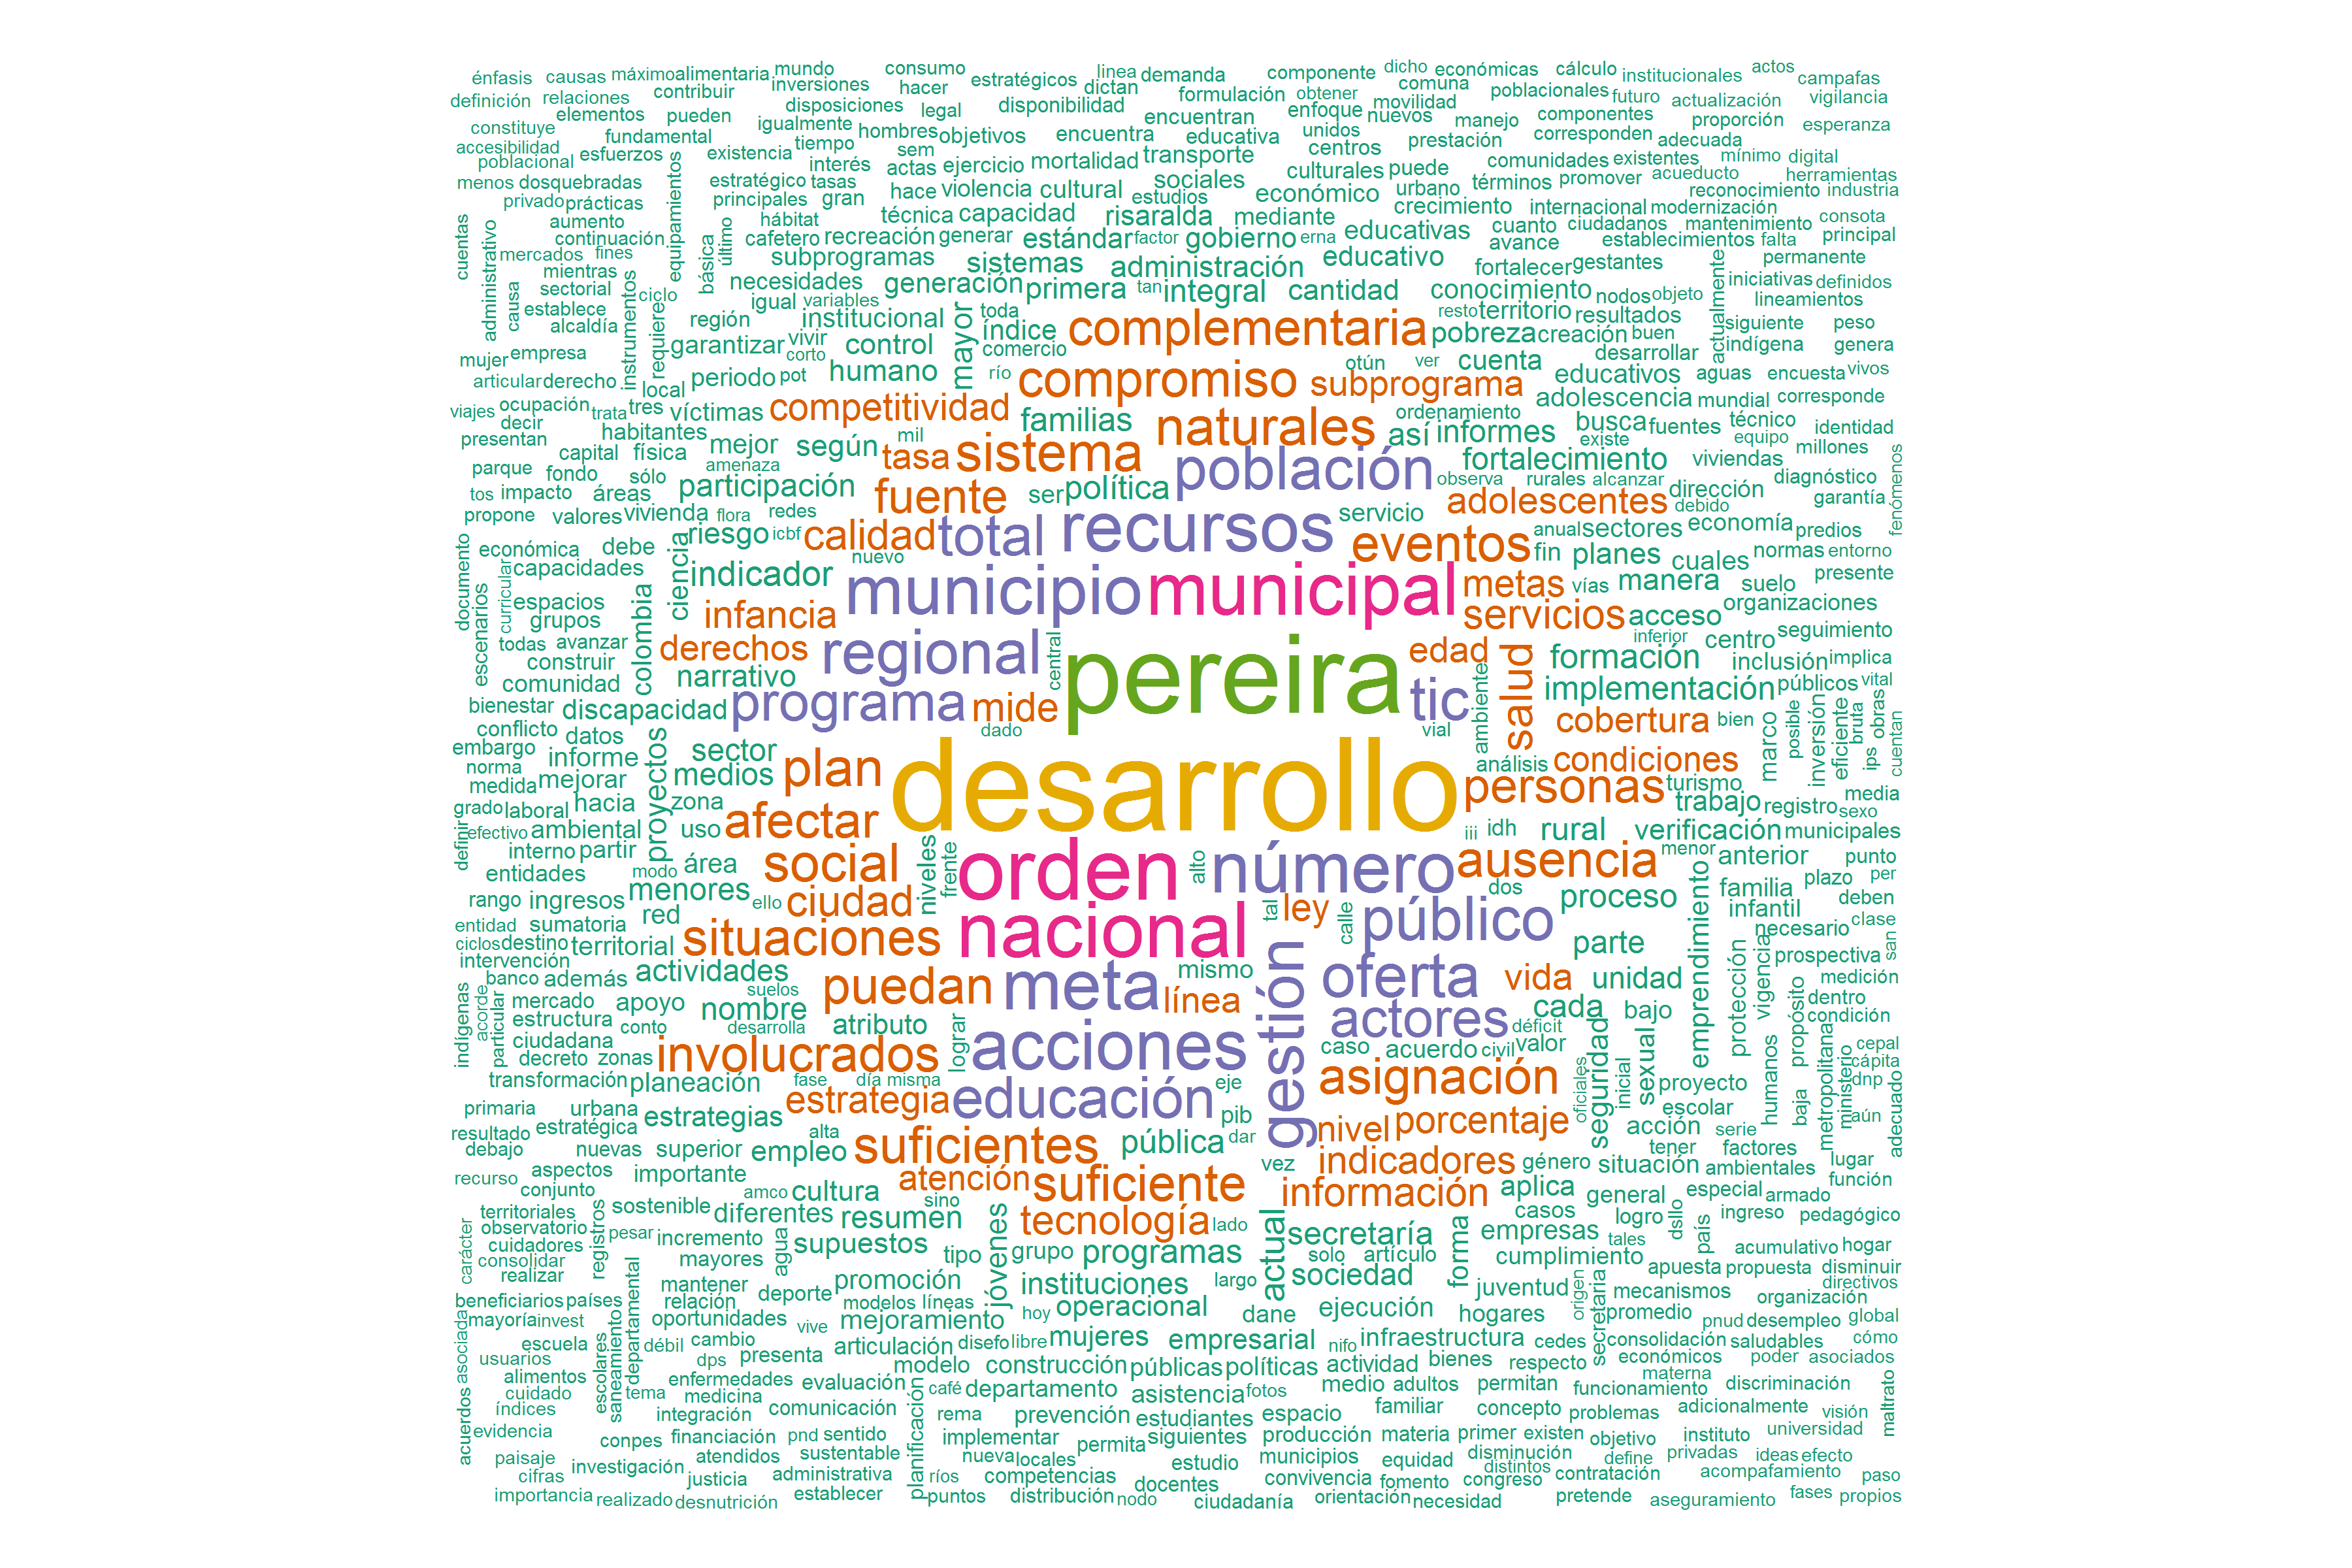 énfasis causas máximo alimentaria mundo consumo linea demanda componente dicho económicas cálculo institucionales actos campafas
definición relaciones contribuir inversiones hacer estratégicos dictan formulación obtener comuna poblacionales futuro actualización vigilancia
elementos pueden disposiciones legal disponibilidad encuentran enfoque movilidad nuevos manejo componentes proporción esperanza
constituye fundamental igualmente hombres objetivos encuentra educativa unidos centros prestación corresponden adecuada
accesibilidad poblacional esfuerzos existencia tiempo interés sem actas ejercicio mortalidad transporte culturales puede comunidades existentes mínimo digital
menos dosquebradas equipamientos estratégico tasas hace violencia cultural sociales estudios económico urbano términos promover acueducto herramientas
privado prácticas principales gran técnica capacidad risaralda mediante crecimiento internacional modernización reconocimiento industria
aumento hábitat cafetero recreación generar estándar factor gobierno erna educativas cuanto ciudadanos mantenimiento consota
cuentas administrativo continuación básica último subprogramas sistemas administración educativo avance establecimientos falta principal
mercados fines mientras necesidades generación primera tan integral cantidad conocimiento fortalecer gestantes permanente
sectorial causa instrumentos ciclo igual variables institucional toda índice complementaria resto territorio nodos objeto actualmente iniciativas definidos
establece alcaldía requiere región vivir mayor pobreza creación resultados buen lineamientos siguiente peso
mujer empresa garantizar corto control comercio otún ver cuenta desarrollar indígena genera
articular derecho local periodo pot humano río compromiso subprograma educativos aguas encuesta vivos
viajes ocupación trata tres víctimas competitividad familias naturales ordenamiento adolescencia mundial corresponde
decir presentan habitantes mejor según mil sistema así informes busca existe fuentes técnico equipo identidad
capital física amenaza tasa población fortalecimiento viviendas millones
parque fondo sólo participación fuente ser política observa rurales alcanzar dirección diagnóstico fenómenos
tos impacto áreas flora redes recursos servicio adolescentes debido garantía
propone valores vivienda riesgo icbf calidad total eventos anual sectores economía predios
documento económica debe ciencia nuevo fin planes cuales normas entorno
escenarios curricular capacidades colombia indicador municipio municipal metas vías manera suelo presente
espacios grupos infancia servicios acceso organizaciones
todas avanzar derechos regional central pereira edad inferior centro seguimiento
construir comunidad narrativo salud formación inclusión implica
bienestar discapacidad programa mide tic ambiente implementación públicos vital
conflicto datos dado vial cobertura bien marco posible inversión eficiente bruta ips obras cuentan
embargo informe proyectos sector plan desarrollo análisis condiciones
norma medida mejorar medios personas turismo
grado laboral hacia zona afectar trabajo registro media sexo
definir efectivo ambiental uso iii idh rural verificación municipales
interno partir área social niveles frente orden alto número ausencia menor anterior punto
entidades modo menores ello ciudad dos proceso emprendimiento familia plazo per
rango ingresos red ley tal calle público infantil deben
entidad sumatoria nacional necesario clase
ciclos destino territorial situaciones parte protección vigencia prospectiva san
intervención banco además actividades puedan meta mismo gestión oferta vida unidad medición
indígenas acorde particular mercado apoyo suelos nombre línea cada bajo propósito dentro
estructura conto desarrolla atributo lograr acciones actores déficit seguridad sexual metropolitana condición
ciudadana decreto zonas involucrados caso acuerdo civil valor ministerio cepal
transformación planeación fase día misma asignación oficiales inicial proyecto humanos baja cápita dnp
primaria urbana estrategias estrategia educación eje pib nivel porcentaje escolar aún adecuado
resultado estratégica alta acción serie
debajo nuevas superior empleo suficientes pública dar tener factores
recurso aspectos importante atención suficiente vez indicadores género situación ambientales lugar
conjunto amco cultura sino información aplica general especial armado función
territoriales sostenible diferentes resumen jóvenes tecnología lado actual secretaría casos logro dsllo país ingreso pedagógico
observatorio registros pesar incremento supuestos tipo grupo programas solo artículo forma empresas tales acumulativo hogar
carácter cuidadores consolidar mayores agua cumplimiento apuesta propuesta disminuir
realizar departamental mantener promoción instituciones largo sociedad juventud origen secretaria mecanismos directivos
beneficiarios países relación deporte modelos líneas hoy operacional dane ejecución hogares promedio organización
asociada mayoría invest saneamiento oportunidades vive mejoramiento pnud desempleo global
escuela débil cambio articulación disefo libre mujeres empresarial nifo infraestructura cedes consolidación saludables cómo
usuarios escolares dps presenta modelo construcción públicas políticas actividad bienes respecto económicos poder asociados
alimentos enfermedades evaluación planificación café departamento asistencia fotos medio adultos permitan materna funcionamiento discriminación maltrato
acuerdos cuidado tema medicina
índices integración comunicación rema prevención estudiantes espacio familiar concepto problemas adicionalmente visión
evidencia conpes financiación pnd sentido implementar permita siguientes producción materia primer existen objetivo instituto universidad
paisaje atendidos sustentable nueva locales estudio municipios equidad disminución define privadas ideas efecto
cifras investigación justicia administrativa ríos competencias docentes convivencia fomento congreso distintos contratación acompafamiento paso
importancia realizado desnutrición establecer puntos distribución nodo ciudadanía orientación necesidad pretende aseguramiento fases propios